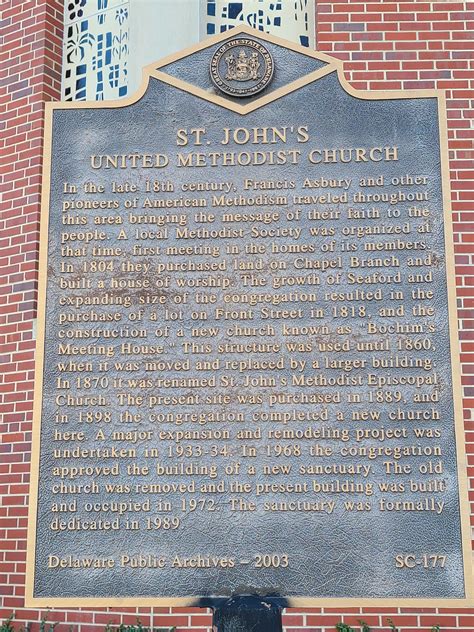 ST. JOHN'S
UNITED METHODIST CHURCH
In the late 18th century, Francis Asbury and other
pioneers of American Methodism traveled throughout
this area bringing the message of their faith to the
people. A local Methodist Society was organized at
that time, first meeting in the homes of its members.
In 1804 they purchased land on Chapel Branch and
built a house of worship. The growth of Seaford and
expanding size of the congregation resulted in the
purchase of a lot on Front Street in 1818, and the
construction of a new church known as "Bochim's
Meeting House." This structure was used until 1860,
when it was moved and replaced by a larger building.
In 1870 it was renamed St. John's Methodist Episcopal
Church. The present site was purchased in 1889, and
in 1898 the congregation completed a new church
here. A major expansion and remodeling project was
undertaken in 1933-34. In 1968 the congregation
approved the building of a new sanctuary. The old
church was removed and the present building was built
and occupied in 1972. The sanctuary was formally
dedicated in 1989.
Delaware Public Archives – 2003 SC-177